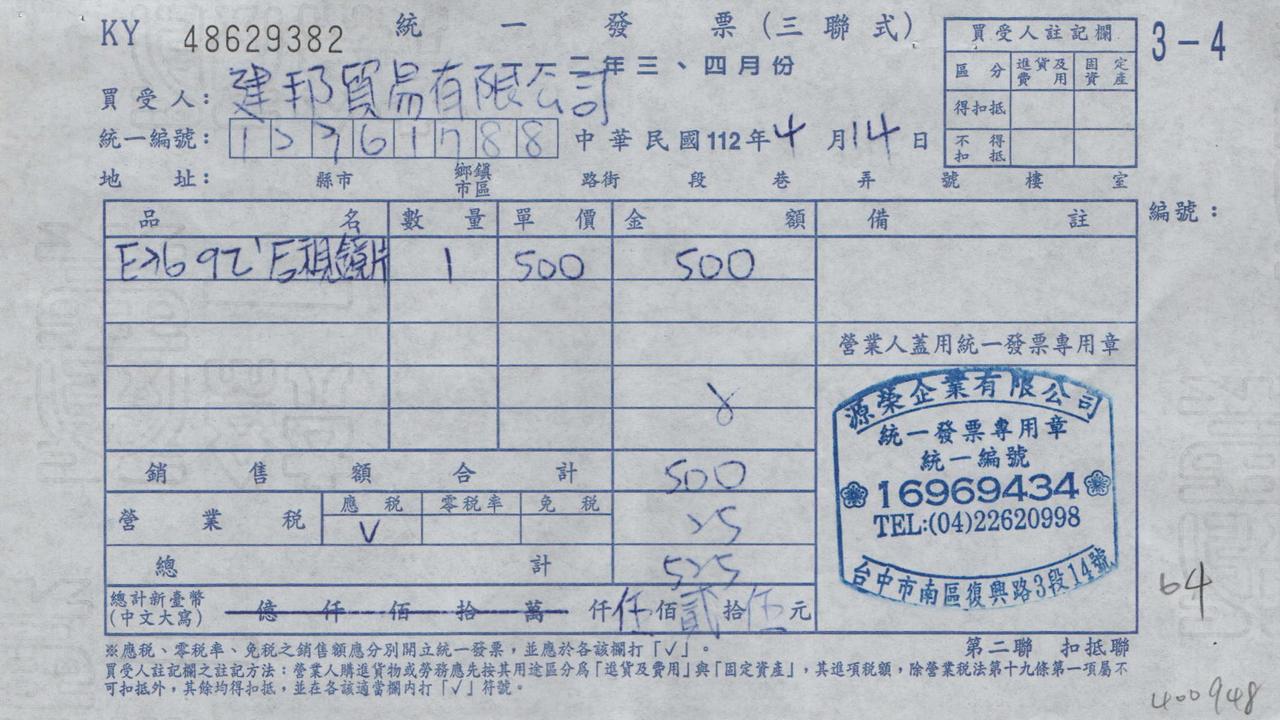 KY 48629382 統一發票(三聯式)
一一二年三、四月份
買受人註記欄
3-4
區分 進貨及費用 固定資產
得扣抵
不得扣抵
買受人: 建邦貿易有限公司
統一編號: 12761788 中華民國112年4月14日
地址: 縣市 鄉鎮市區 路街 段 巷 弄 號 樓 室
品名 數量 單價 金額 備註
編號:
E36 92' 后視鏡片 1 500 500
營業人蓋用統一發票專用章
銷售額合計 500
營業稅 應稅 零稅率 免稅
V 25
總計 525
總計新臺幣(中文大寫) 億仟佰拾萬 仟伍佰貳拾伍元
源榮企業有限公司
統一發票專用章
統一編號
16969434
TEL:(04)22620998
台中市南區復興路3段14號
64
※應稅、零稅率、免稅之銷售額應分別開立統一發票,並應於各該欄打「√」。
第二聯 扣抵聯
買受人註記欄之註記方法:營業人購進貨物或勞務應先按其用途區分為「進貨及費用」與「固定資產」,其進項稅額,除營業稅法第十九條第一項屬不
可扣抵外,其餘均得扣抵,並在各該適當欄內打「√」符號。
400948